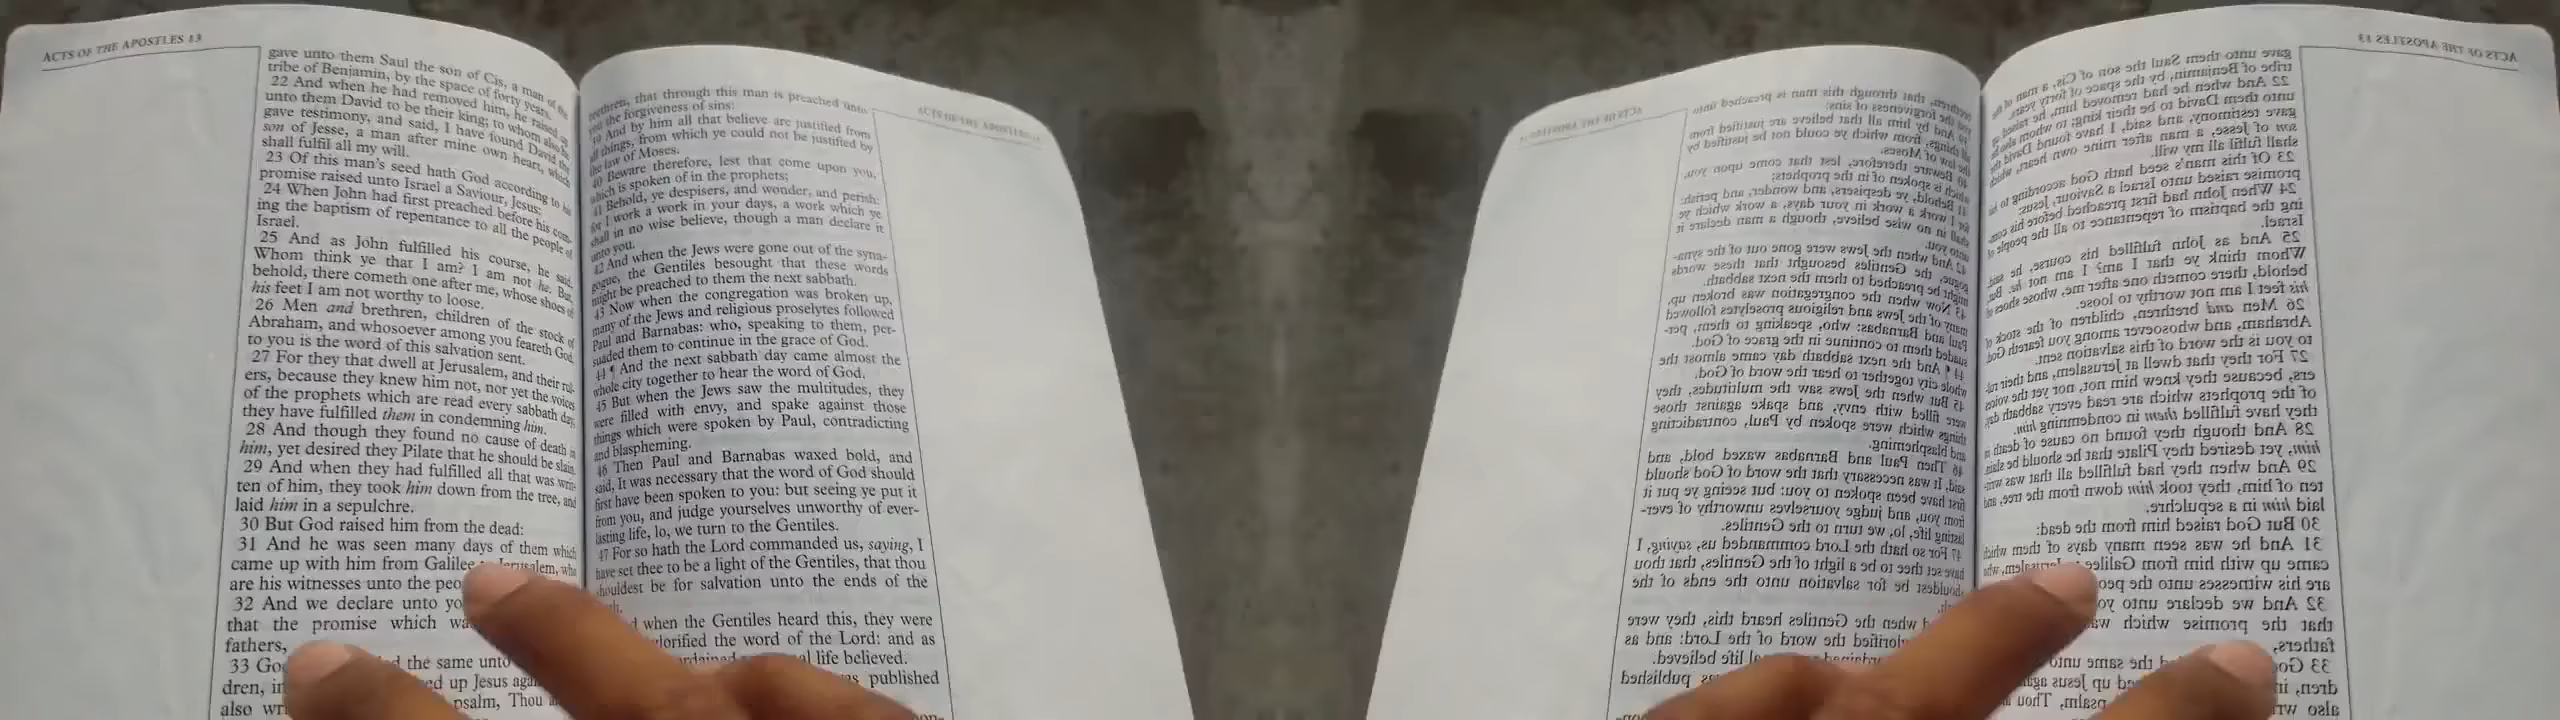 ACTS OF THE APOSTLES 13
gave unto them Saul the son of Cis, a man of the
tribe of Benjamin, by the space of forty years.
22 And when he had removed him, he raised up
unto them David to be their king; to whom also he
gave testimony, and said, I have found David the
son of Jesse, a man after mine own heart, which
shall fulfil all my will.
23 Of this man's seed hath God according to his
promise raised unto Israel a Saviour, Jesus:
24 When John had first preached before his com-
ing the baptism of repentance to all the people of
Israel.
25 And as John fulfilled his course, he said,
Whom think ye that I am? I am not he. But,
behold, there cometh one after me, whose shoes of
his feet I am not worthy to loose.
26 Men and brethren, children of the stock of
Abraham, and whosoever among you feareth God,
to you is the word of this salvation sent.
27 For they that dwell at Jerusalem, and their rul-
ers, because they knew him not, nor yet the voices
of the prophets which are read every sabbath day,
they have fulfilled them in condemning him.
28 And though they found no cause of death in
him, yet desired they Pilate that he should be slain.
29 And when they had fulfilled all that was writ-
ten of him, they took him down from the tree, and
laid him in a sepulchre.
30 But God raised him from the dead:
31 And he was seen many days of them which
came up with him from Galilee Jerusalem, who
are his witnesses unto the
32 And we declare unto
that the promise which
fathers,
33 the same unto
dren, up Jesus
also psalm, Thou
ACTS OF THE APOSTLES
brethren, that through this man is preached unto
you the forgiveness of sins:
39 And by him all that believe are justified from
all things, from which ye could not be justified by
the law of Moses.
40 Beware therefore, lest that come upon you,
which is spoken of in the prophets;
41 Behold, ye despisers, and wonder, and perish:
for I work a work in your days, a work which ye
shall in no wise believe, though a man declare it
unto you.
42 And when the Jews were gone out of the syna-
gogue, the Gentiles besought that these words
might be preached to them the next sabbath.
43 Now when the congregation was broken up,
many of the Jews and religious proselytes followed
Paul and Barnabas: who, speaking to them, per-
suaded them to continue in the grace of God.
44 ¶ And the next sabbath day came almost the
whole city together to hear the word of God.
45 But when the Jews saw the multitudes, they
were filled with envy, and spake against those
things which were spoken by Paul, contradicting
and blaspheming.
46 Then Paul and Barnabas waxed bold, and
said, It was necessary that the word of God should
first have been spoken to you: but seeing ye put it
from you, and judge yourselves unworthy of ever-
lasting life, lo, we turn to the Gentiles.
47 For so hath the Lord commanded us, saying, I
have set thee to be a light of the Gentiles, that thou
shouldest be for salvation unto the ends of the
when the Gentiles heard this, they were
glorified the word of the Lord: and as
life believed.
published